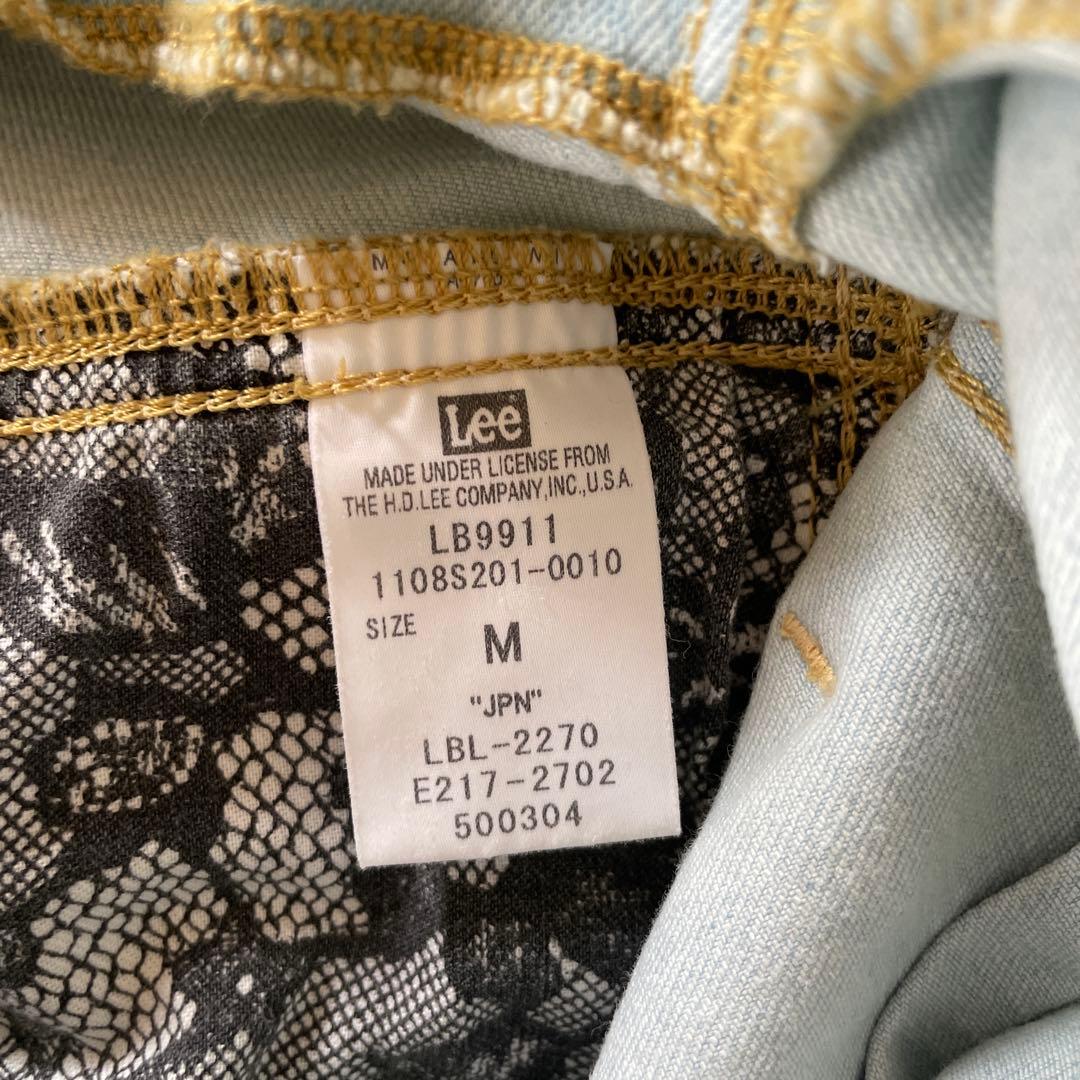 Lee
MADE UNDER LICENSE FROM
THE H.D.LEE COMPANY,INC.,U.S.A.
LB9911
1108S201-0010
SIZE
M
"JPN"
LBL-2270
E217-2702
500304